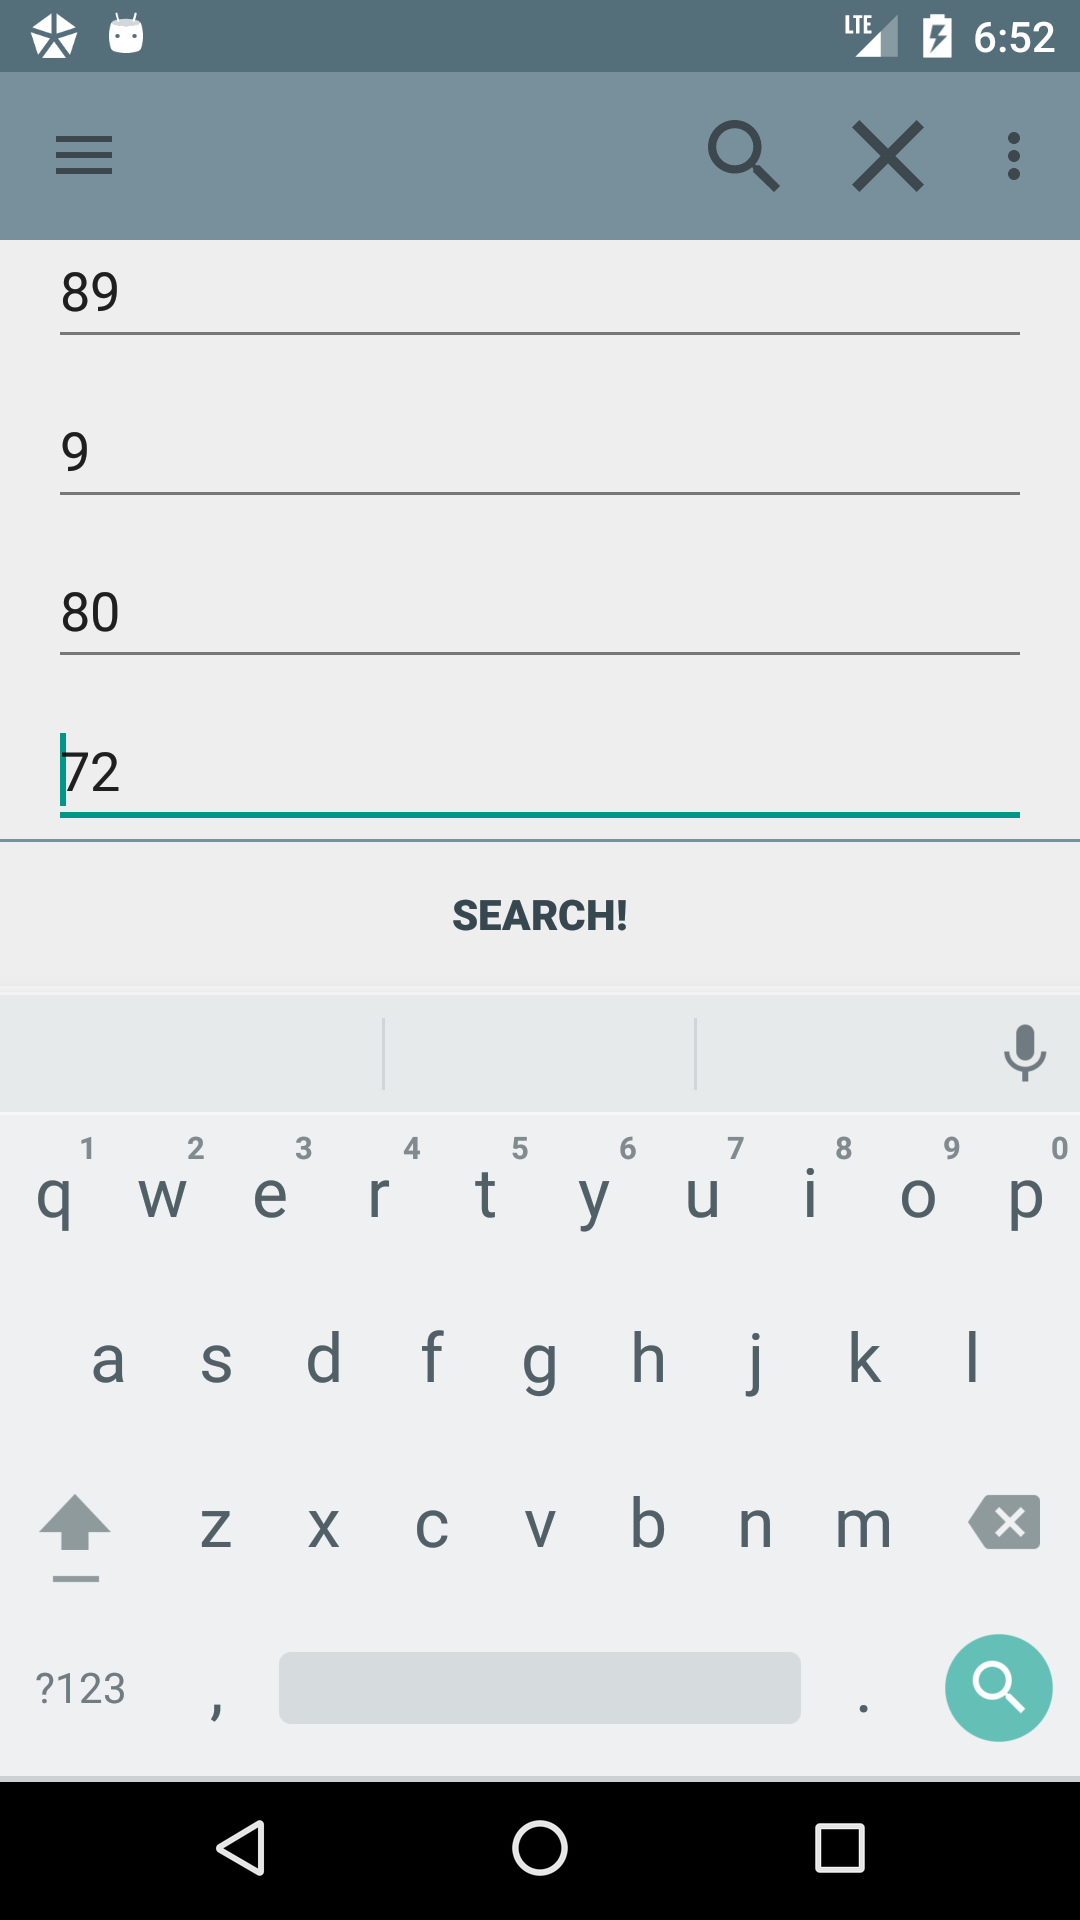 LTE 6:52
89
9
80
72
SEARCH!
1 2 3 4 5 6 7 8 9 0
q w e r t y u i o p
a s d f g h j k l
z x c v b n m
?123 , .